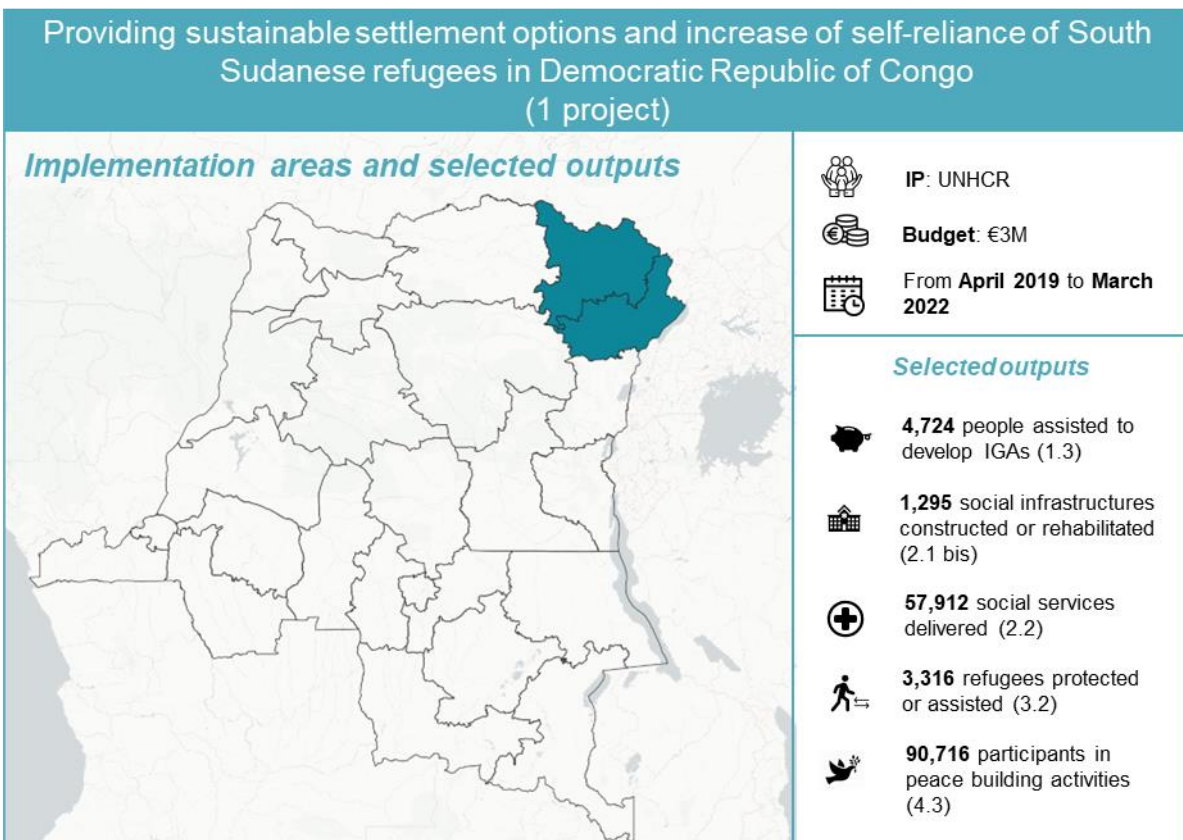 Providing sustainable settlement options and increase of self-reliance of South
Sudanese refugees in Democratic Republic of Congo
(1 project)
Implementation areas and selected outputs
IP: UNHCR
Budget: €3M
From April 2019 to March
2022
Selected outputs
4,724 people assisted to
develop IGAs (1.3)
1,295 social infrastructures
constructed or rehabilitated
(2.1 bis)
57,912 social services
delivered (2.2)
3,316 refugees protected
or assisted (3.2)
90,716 participants in
peace building activities
(4.3)